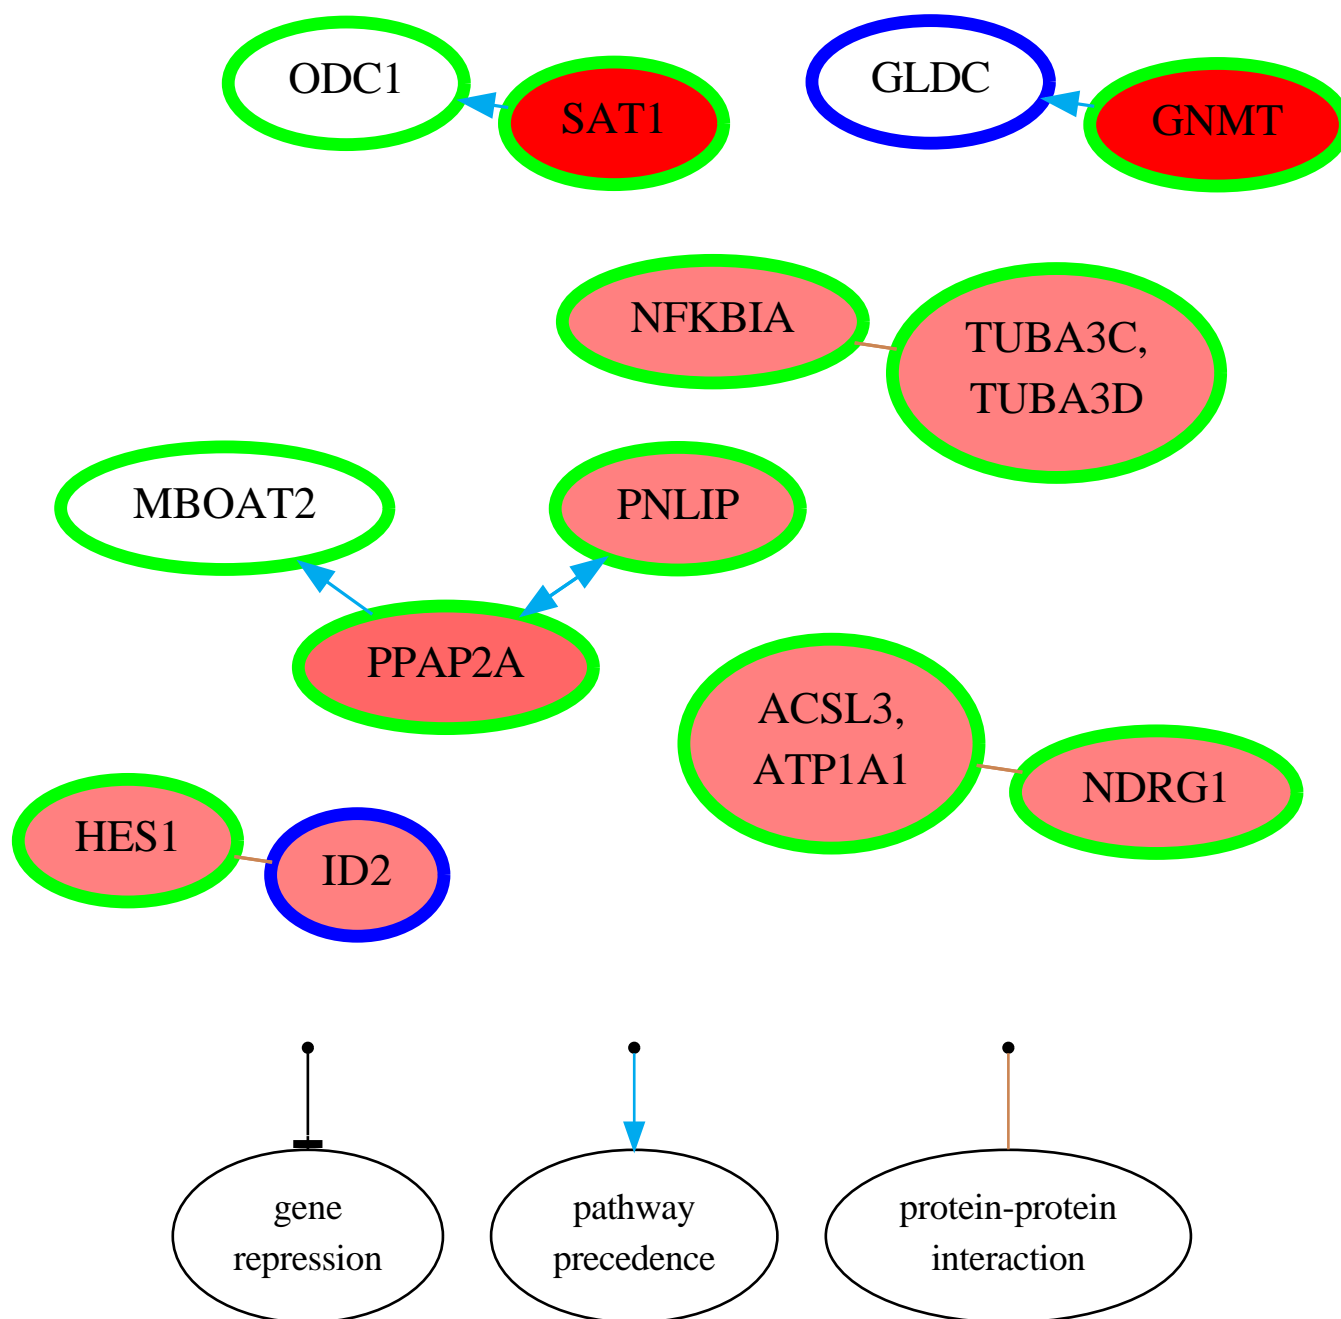 ODC1
SAT1
GLDC
GNMT
NFKBIA
TUBA3C,
TUBA3D
MBOAT2
PNLIP
PPAP2A
ACSL3,
ATP1A1
NDRG1
HES1
ID2
gene
repression
pathway
precedence
protein-protein
interaction